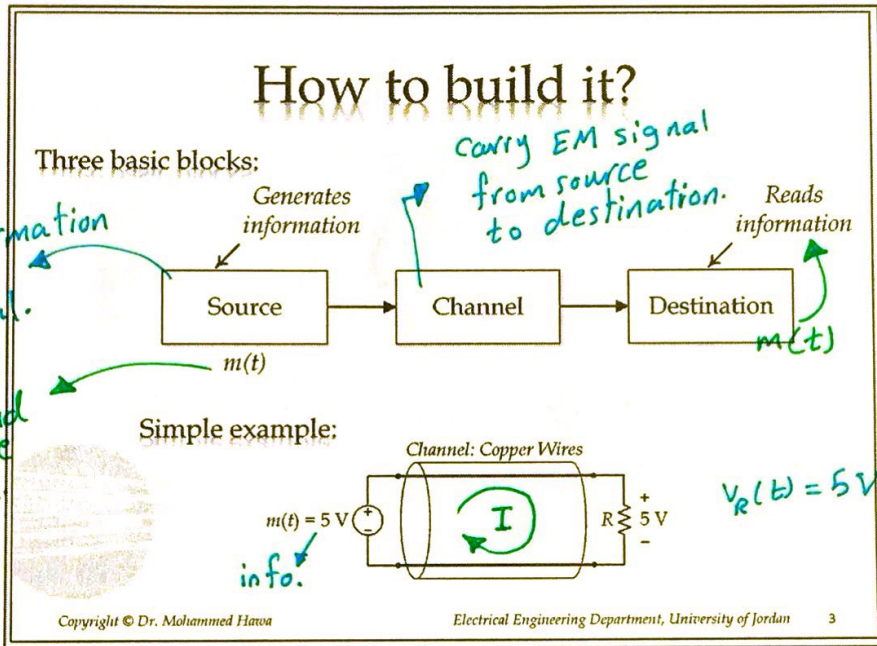 How to build it?
Three basic blocks:
Carry EM signal
from source
to destination.
Generates
information
Reads
information
Source
Channel
Destination
m(t)
m(t)
Simple example:
Channel: Copper Wires
m(t) = 5 V
+
-
I
R
+
5 V
-
V_R(t) = 5V
info.
Copyright © Dr. Mohammed Hawa
Electrical Engineering Department, University of Jordan
3